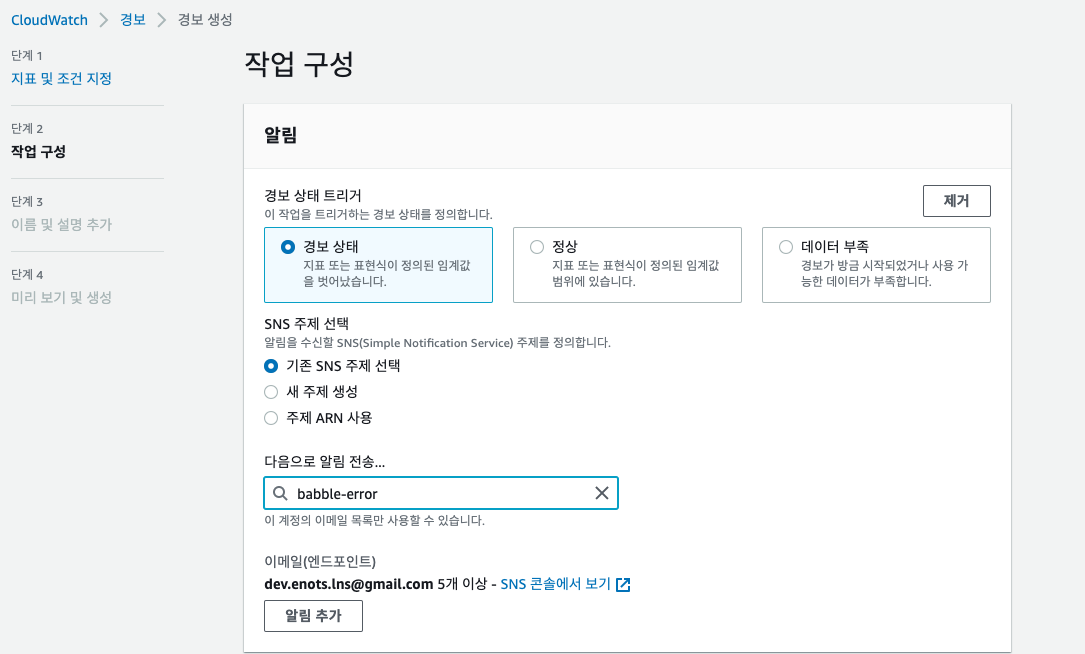 CloudWatch > 경보 > 경보 생성
단계 1
지표 및 조건 지정
단계 2
작업 구성
단계 3
이름 및 설명 추가
단계 4
미리 보기 및 생성
작업 구성
알림
경보 상태 트리거
이 작업을 트리거하는 경보 상태를 정의합니다.
제거
경보 상태
지표 또는 표현식이 정의된 임계값
을 벗어났습니다.
정상
지표 또는 표현식이 정의된 임계값
범위에 있습니다.
데이터 부족
경보가 방금 시작되었거나 사용 가
능한 데이터가 부족합니다.
SNS 주제 선택
알림을 수신할 SNS(Simple Notification Service) 주제를 정의합니다.
기존 SNS 주제 선택
새 주제 생성
주제 ARN 사용
다음으로 알림 전송...
babble-error
이 계정의 이메일 목록만 사용할 수 있습니다.
이메일(엔드포인트)
dev.enots.lns@gmail.com 5개 이상 - SNS 콘솔에서 보기
알림 추가